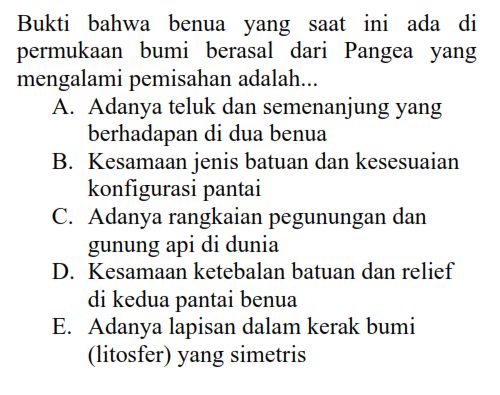 Bukti bahwa benua yang saat ini ada di
permukaan bumi berasal dari Pangea yang
mengalami pemisahan adalah...
A. Adanya teluk dan semenanjung yang
berhadapan di dua benua
B. Kesamaan jenis batuan dan kesesuaian
konfigurasi pantai
C. Adanya rangkaian pegunungan dan
gunung api di dunia
D. Kesamaan ketebalan batuan dan relief
di kedua pantai benua
E. Adanya lapisan dalam kerak bumi
(litosfer) yang simetris